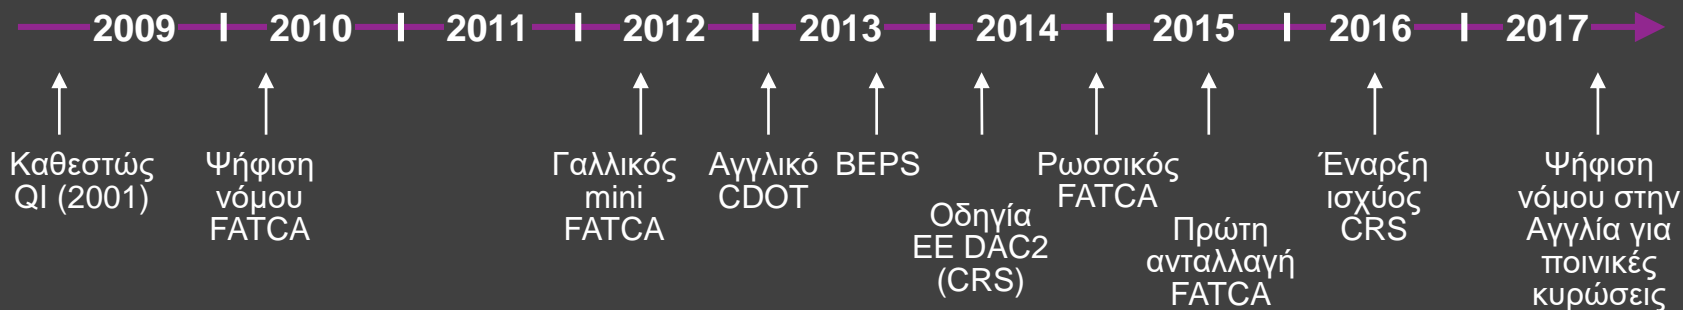 2009 2010 2011 2012 2013 2014 2015 2016 2017
Καθεστώς
QI (2001)
Ψήφιση
νόμου
FATCA
Γαλλικός
mini
FATCA
Αγγλικό
CDOT
BEPS
Οδηγία
ΕΕ DAC2
(CRS)
Ρωσσικός
FATCA
Πρώτη
ανταλλαγή
FATCA
Έναρξη
ισχύος
CRS
Ψήφιση
νόμου στην
Αγγλία για
ποινικές
κυρώσεις